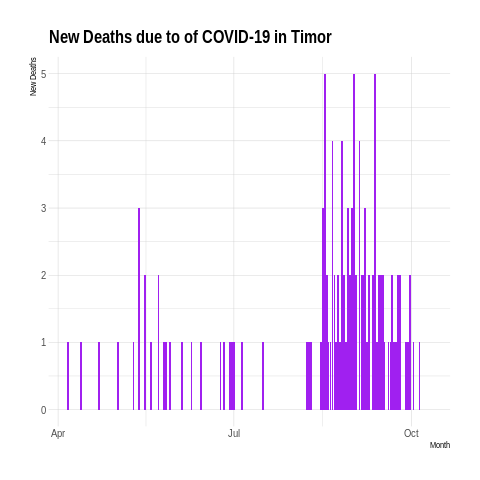 New Deaths due to of COVID-19 in Timor
New Deaths
5
4
3
2
1
0
Apr
Jul
Oct
Month